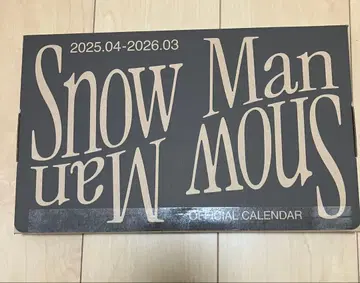 2025.04-2026.03
Snow Man
Snow Man
OFFICIAL CALENDAR